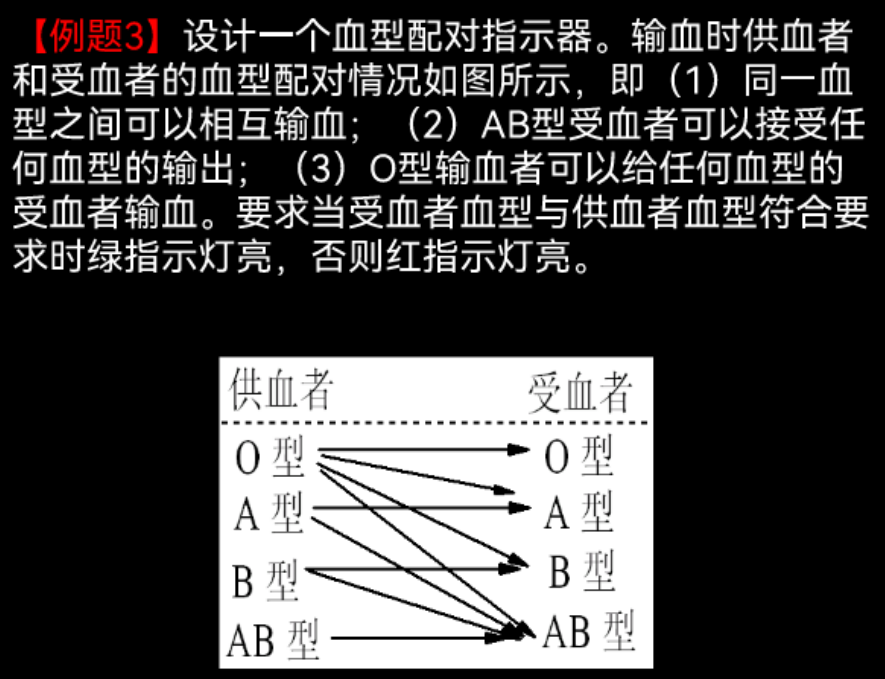 【例题3】设计一个血型配对指示器。输血时供血者
和受血者的血型配对情况如图所示，即（1）同一血
型之间可以相互输血；（2）AB型受血者可以接受任
何血型的输出；（3）O型输血者可以给任何血型的
受血者输血。要求当受血者血型与供血者血型符合要
求时绿指示灯亮，否则红指示灯亮。
供血者 受血者
O 型 O 型
A 型 A 型
B 型 B 型
AB 型 AB 型